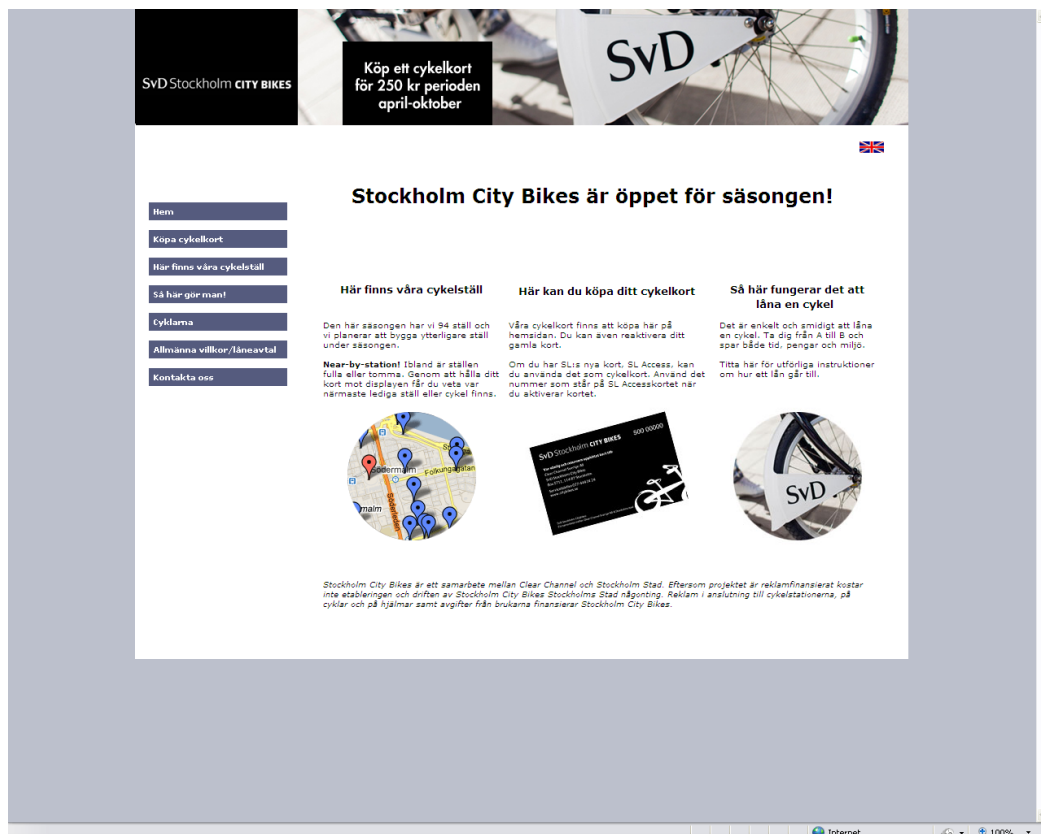 SvD Stockholm CITY BIKES
Köp ett cykelkort
för 250 kr perioden
april-oktober
SvD
Stockholm City Bikes är öppet för säsongen!
Hem
Köpa cykelkort
Här finns våra cykelställ
Så här gör man!
Cyklarna
Allmänna villkor/låneavtal
Kontakta oss
Här finns våra cykelställ
Den här säsongen har vi 94 ställ och
vi planerar att bygga ytterligare ställ
under säsongen.
Near-by-station! Ibland är ställen
fulla eller tomma. Genom att hålla ditt
kort mot displayen får du veta var
närmaste lediga ställ eller cykel finns.
Här kan du köpa ditt cykelkort
Våra cykelkort finns att köpa här på
hemsidan. Du kan även reaktivera ditt
gamla kort.
Om du har SL:s nya kort, SL Access, kan
du använda det som cykelkort. Använd det
nummer som står på SL Accesskortet när
du aktiverar kortet.
Så här fungerar det att
låna en cykel
Det är enkelt och smidigt att låna
en cykel. Ta dig från A till B och
spar både tid, pengar och miljö.
Titta här för utförliga instruktioner
om hur ett lån går till.
Södermalm
Folkungagatan
Söderleden
malm
SvD Stockholm CITY BIKES
500 00000
SvD
Stockholm City Bikes är ett samarbete mellan Clear Channel och Stockholm Stad. Eftersom projektet är reklamfinansierat kostar
inte etableringen och driften av Stockholm City Bikes Stockholms Stad någonting. Reklam i anslutning till cykelstationerna, på
cyklar och på hjälmar samt avgifter från brukarna finansierar Stockholm City Bikes.
Internet
100%